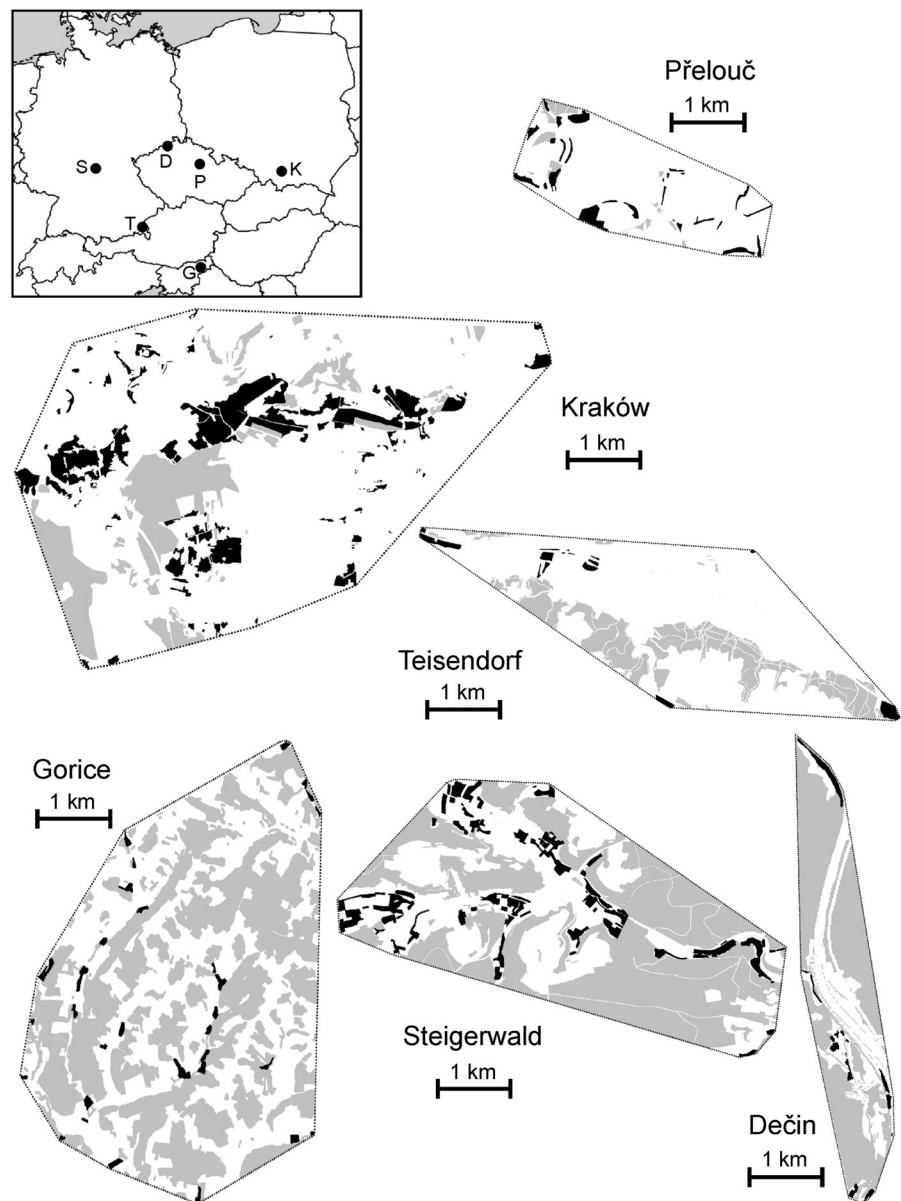 D
S
P
K
T
G
Přelouč
1 km
Kraków
1 km
Teisendorf
1 km
Gorice
1 km
Steigerwald
1 km
Dečin
1 km